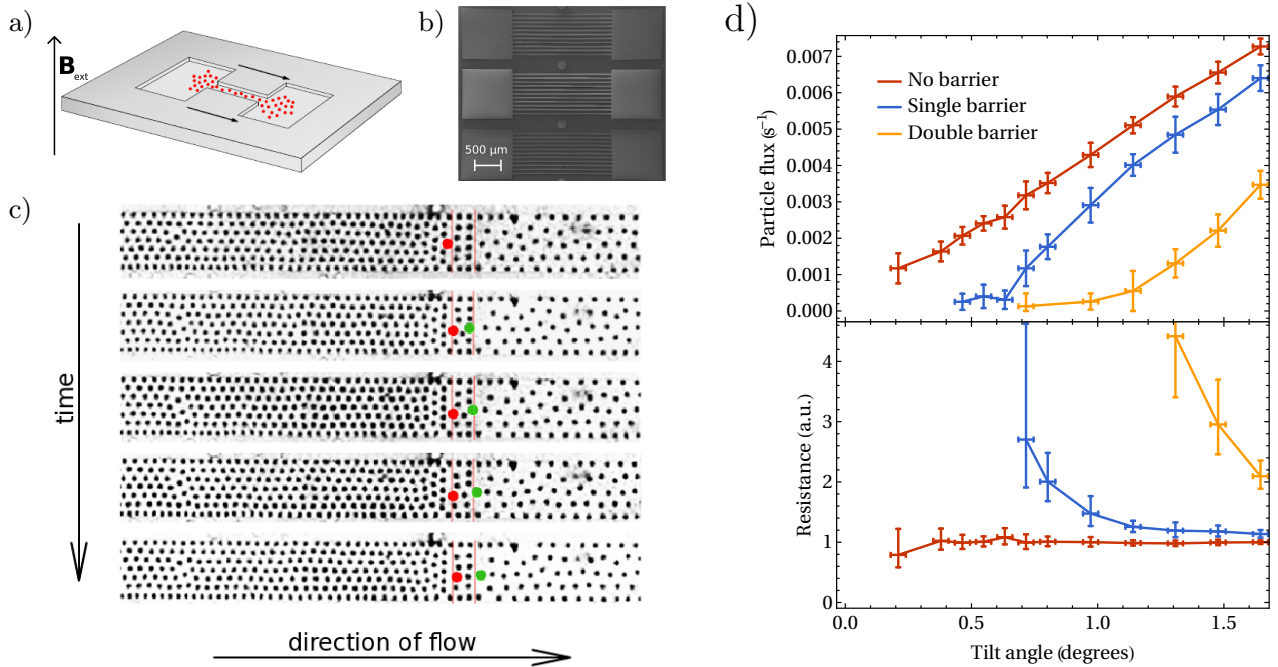 a)
B
ext
b)
500 μm
c)
time
direction of flow
d)
0.007
0.006
0.005
0.004
0.003
0.002
0.001
0.000
Particle flux (s⁻¹)
No barrier
Single barrier
Double barrier
4
3
2
1
0
Resistance (a.u.)
0.0 0.5 1.0 1.5
Tilt angle (degrees)